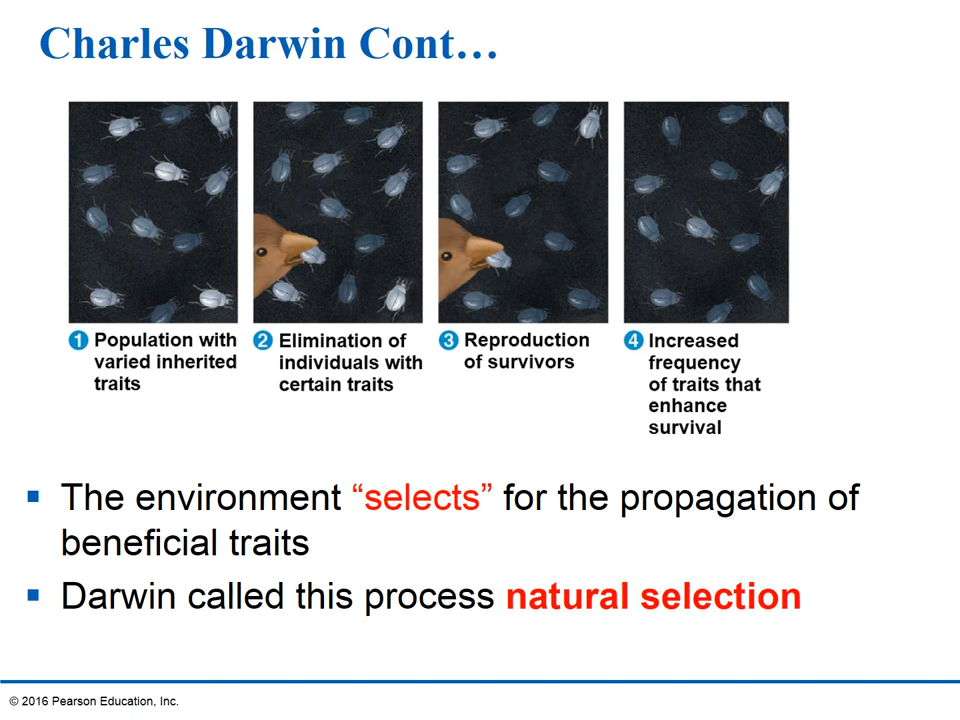 Charles Darwin Cont…
1 Population with
varied inherited
traits
2 Elimination of
individuals with
certain traits
3 Reproduction
of survivors
4 Increased
frequency
of traits that
enhance
survival
▪ The environment “selects” for the propagation of
beneficial traits
▪ Darwin called this process natural selection
© 2016 Pearson Education, Inc.